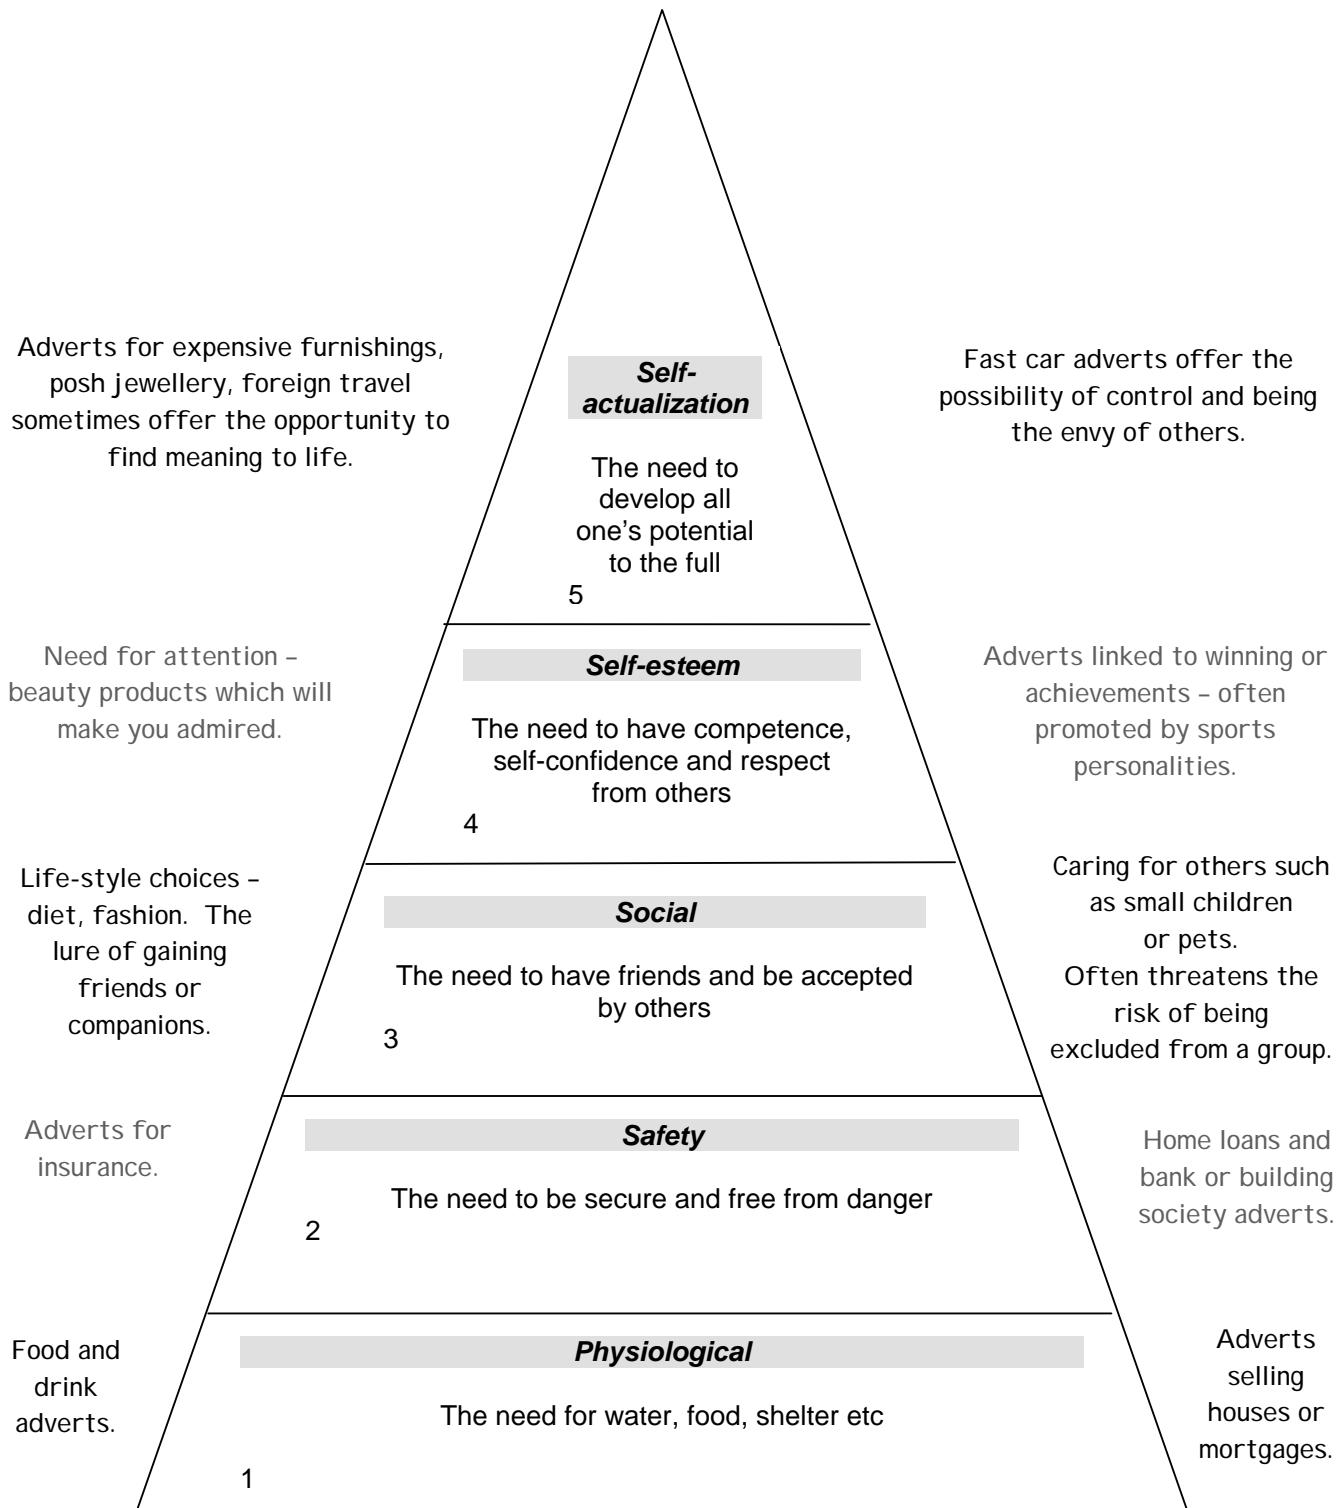 Adverts for expensive furnishings,
posh jewellery, foreign travel
sometimes offer the opportunity to
find meaning to life.
Self-
actualization
The need to
develop all
one's potential
to the full
5
Fast car adverts offer the
possibility of control and being
the envy of others.
Need for attention –
beauty products which will
make you admired.
Self-esteem
The need to have competence,
self-confidence and respect
from others
4
Adverts linked to winning or
achievements – often
promoted by sports
personalities.
Life-style choices –
diet, fashion. The
lure of gaining
friends or
companions.
Social
The need to have friends and be accepted
by others
3
Caring for others such
as small children
or pets.
Often threatens the
risk of being
excluded from a group.
Adverts for
insurance.
Safety
The need to be secure and free from danger
2
Home loans and
bank or building
society adverts.
Food and
drink
adverts.
Physiological
The need for water, food, shelter etc
1
Adverts
selling
houses or
mortgages.